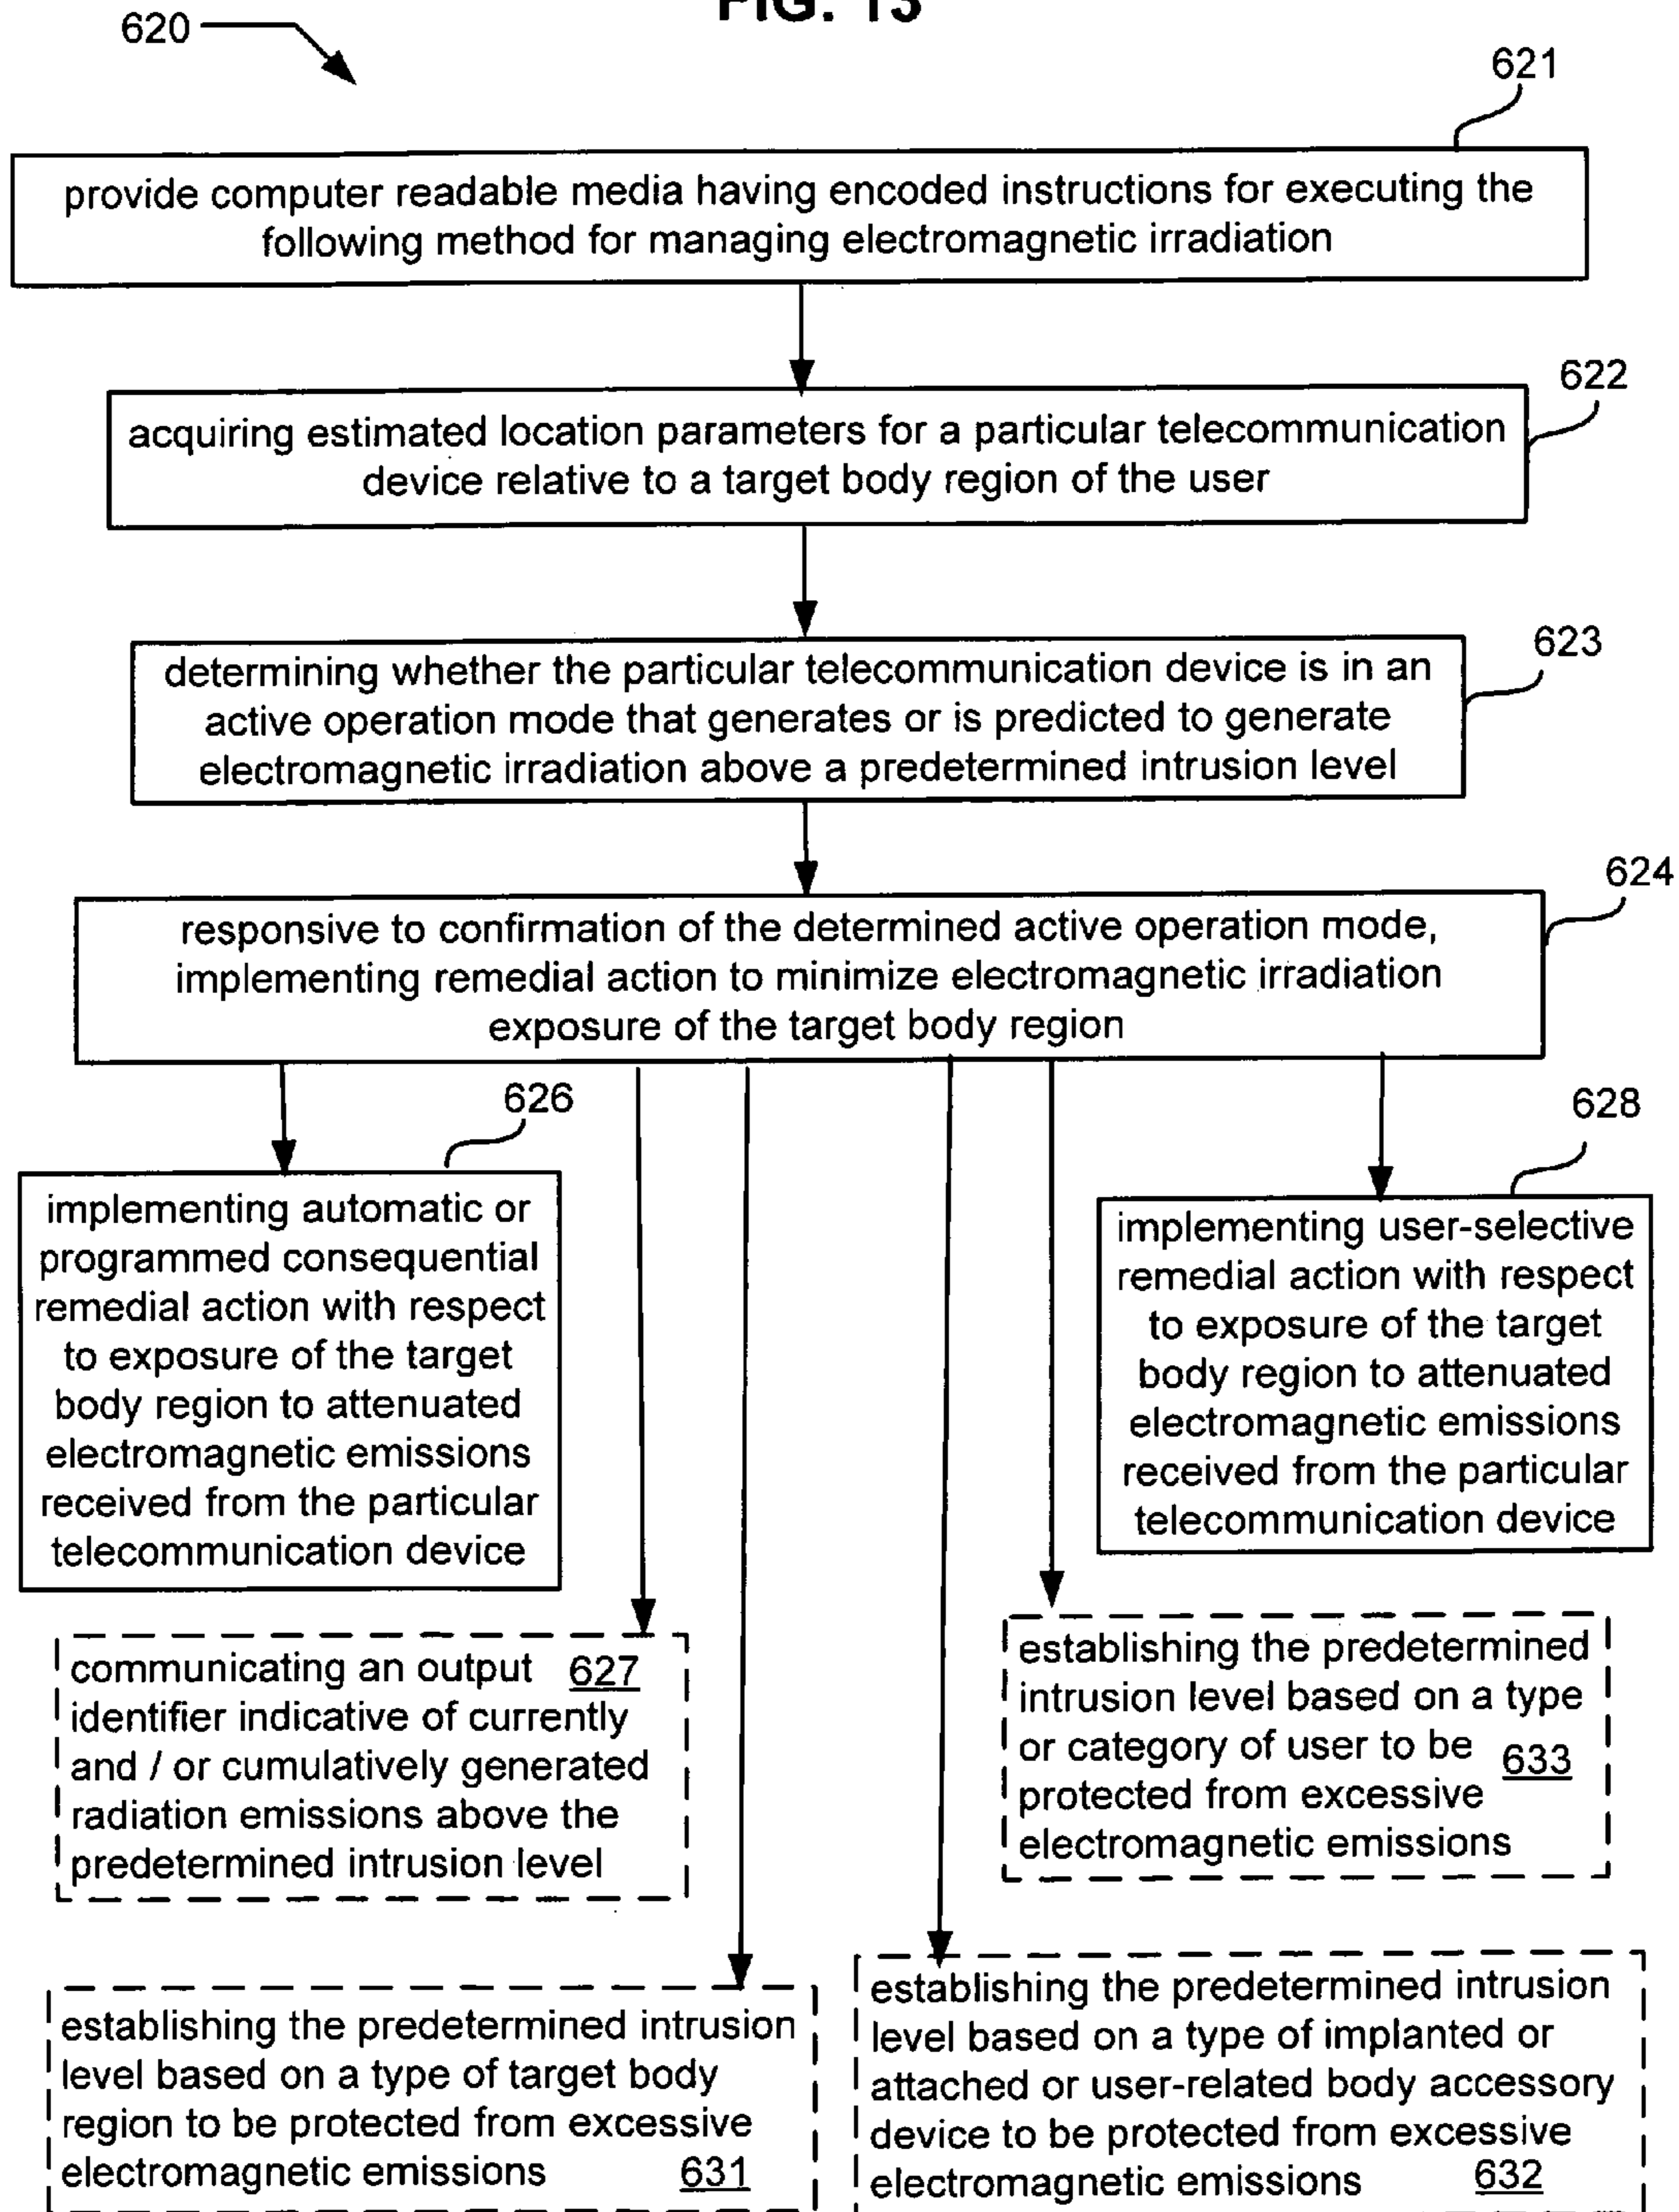 FIG. 13
620
621
provide computer readable media having encoded instructions for executing the
following method for managing electromagnetic irradiation
622
acquiring estimated location parameters for a particular telecommunication
device relative to a target body region of the user
623
determining whether the particular telecommunication device is in an
active operation mode that generates or is predicted to generate
electromagnetic irradiation above a predetermined intrusion level
624
responsive to confirmation of the determined active operation mode,
implementing remedial action to minimize electromagnetic irradiation
exposure of the target body region
626
implementing automatic or
programmed consequential
remedial action with respect
to exposure of the target
body region to attenuated
electromagnetic emissions
received from the particular
telecommunication device
628
implementing user-selective
remedial action with respect
to exposure of the target
body region to attenuated
electromagnetic emissions
received from the particular
telecommunication device
communicating an output 627
identifier indicative of currently
and / or cumulatively generated
radiation emissions above the
predetermined intrusion level
establishing the predetermined
intrusion level based on a type
or category of user to be 633
protected from excessive
electromagnetic emissions
establishing the predetermined intrusion
level based on a type of target body
region to be protected from excessive
electromagnetic emissions 631
establishing the predetermined intrusion
level based on a type of implanted or
attached or user-related body accessory
device to be protected from excessive
electromagnetic emissions 632